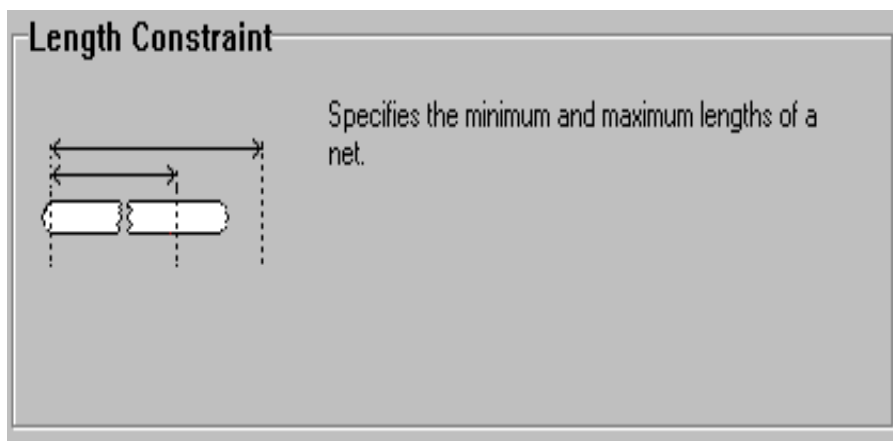 Length Constraint
Specifies the minimum and maximum lengths of a
net.